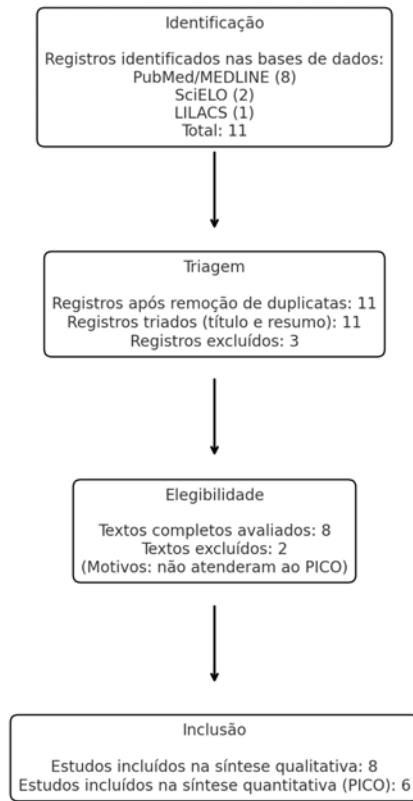 Identificação
Registros identificados nas bases de dados:
PubMed/MEDLINE (8)
SciELO (2)
LILACS (1)
Total: 11
Triagem
Registros após remoção de duplicatas: 11
Registros triados (título e resumo): 11
Registros excluídos: 3
Elegibilidade
Textos completos avaliados: 8
Textos excluídos: 2
(Motivos: não atenderam ao PICO)
Inclusão
Estudos incluídos na síntese qualitativa: 8
Estudos incluídos na síntese quantitativa (PICO): 6